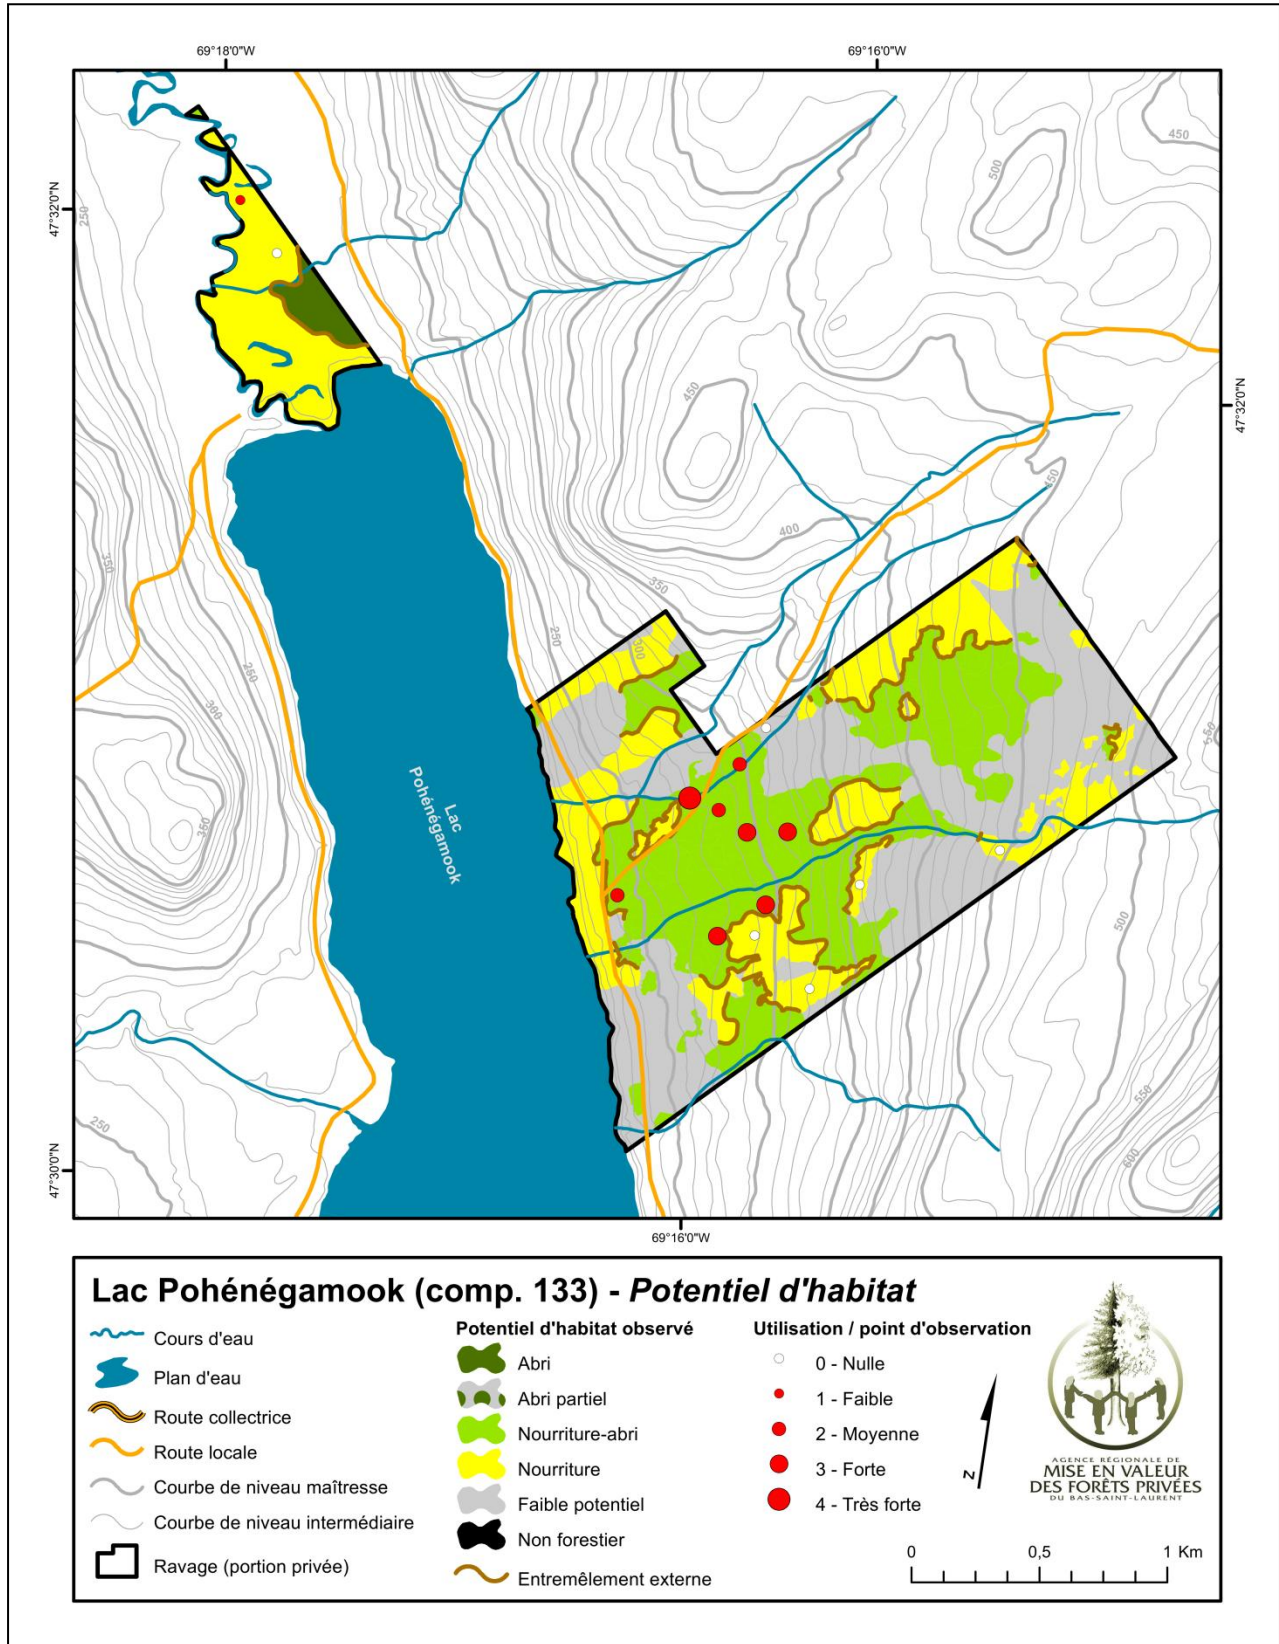 69°18'0"W
69°16'0"W
450
500
250
47°32'0"N
450
47°32'0"N
450
400
350
350
250
300
250
300
350
Lac
Pohénégamook
500
550
600
250
47°30'0"N
69°16'0"W
Lac Pohénégamook (comp. 133) - Potentiel d'habitat
Cours d'eau
Plan d'eau
Route collectrice
Route locale
Courbe de niveau maîtresse
Courbe de niveau intermédiaire
Ravage (portion privée)
Potentiel d'habitat observé
Abri
Abri partiel
Nourriture-abri
Nourriture
Faible potentiel
Non forestier
Entremêlement externe
Utilisation / point d'observation
0 - Nulle
1 - Faible
2 - Moyenne
3 - Forte
4 - Très forte
N
AGENCE RÉGIONALE DE
MISE EN VALEUR
DES FORÊTS PRIVÉES
DU BAS-SAINT-LAURENT
0 0,5 1 Km